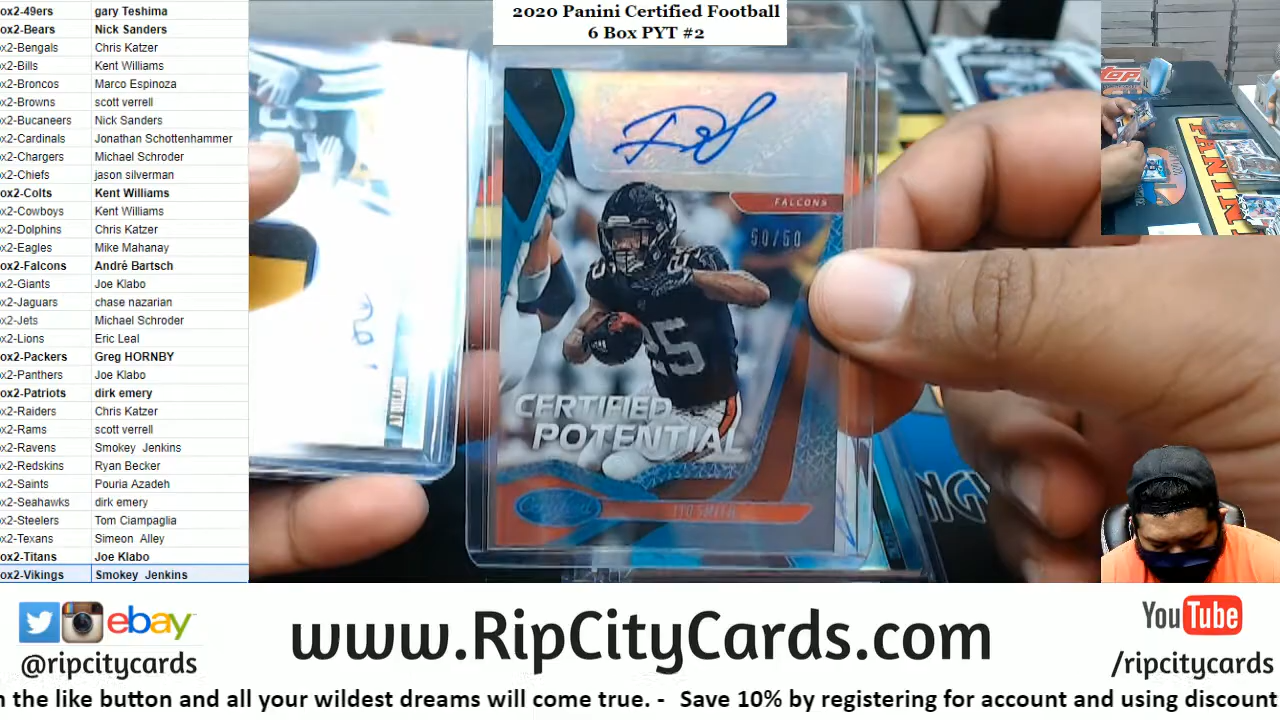 2020 Panini Certified Football
6 Box PYT #2
ox2-49ers gary Teshima
ox2-Bears Nick Sanders
ox2-Bengals Chris Katzer
ox2-Bills Kent Williams
ox2-Broncos Marco Espinoza
ox2-Browns scott verrell
ox2-Bucaneers Nick Sanders
ox2-Cardinals Jonathan Schottenhammer
ox2-Chargers Michael Schroder
ox2-Chiefs jason silverman
ox2-Colts Kent Williams
ox2-Cowboys Kent Williams
ox2-Dolphins Chris Katzer
ox2-Eagles Mike Mahanay
ox2-Falcons André Bartsch
ox2-Giants Joe Klabo
ox2-Jaguars chase nazarian
ox2-Jets Michael Schroder
ox2-Lions Eric Leal
ox2-Packers Greg HORNBY
ox2-Panthers Joe Klabo
ox2-Patriots dirk emery
ox2-Raiders Chris Katzer
ox2-Rams scott verrell
ox2-Ravens Smokey Jenkins
ox2-Redskins Ryan Becker
ox2-Saints Pouria Azadeh
ox2-Seahawks dirk emery
ox2-Steelers Tom Ciampaglia
ox2-Texans Simeon Alley
ox2-Titans Joe Klabo
ox2-Vikings Smokey Jenkins
FALCONS
50/50
25
CERTIFIED
POTENTIAL
Certified
ITO SMITH
PANINI
ebay
@ripcitycards
www.RipCityCards.com
YouTube
/ripcitycards
n the like button and all your wildest dreams will come true. - Save 10% by registering for account and using discount